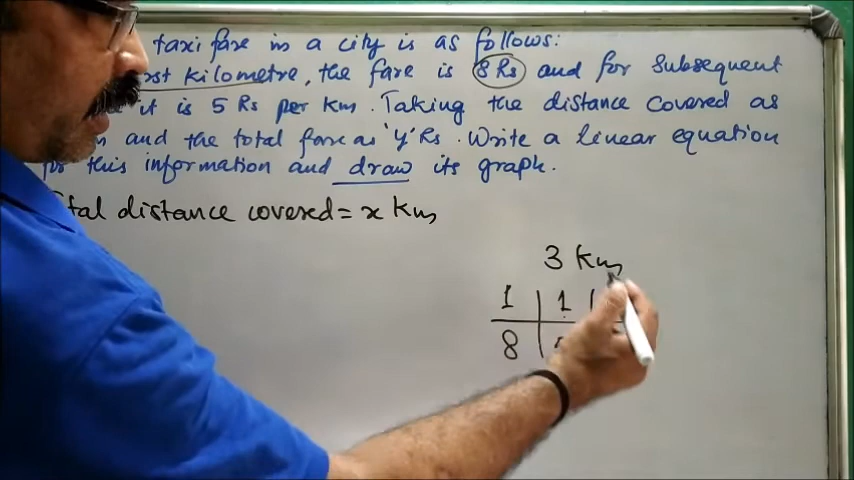 taxi fare in a city is as follows:
rst kilometre, the fare is 8 Rs and for subsequent
it is 5 Rs per Km. Taking the distance covered as
and the total fare as 'y' Rs. Write a linear equation
this information and draw its graph.
tal distance covered = x Km
3 Km
1 1
8